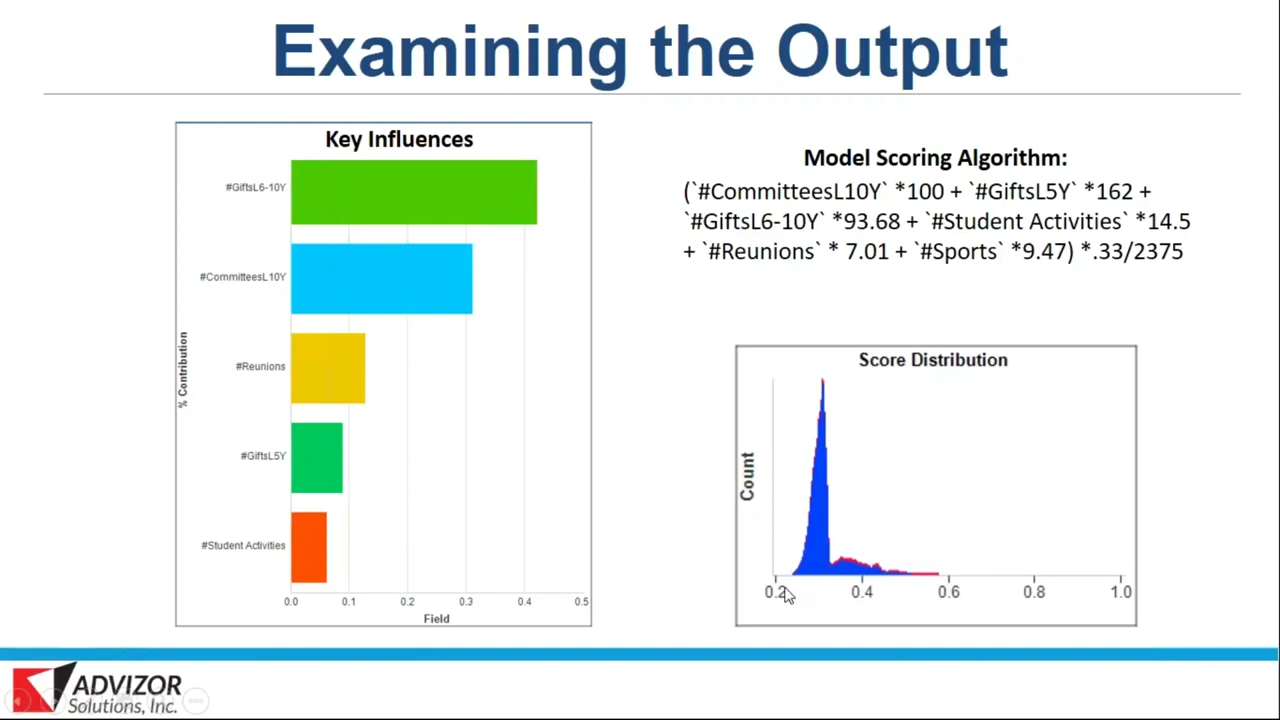 Examining the Output
Key Influences
#GiftsL6-10Y
#CommitteesL10Y
#Reunions
#GiftsL5Y
#Student Activities
% Contribution
0.0 0.1 0.2 0.3 0.4 0.5
Field
Model Scoring Algorithm:
(`#CommitteesL10Y` *100 + `#GiftsL5Y` *162 +
`#GiftsL6-10Y` *93.68 + `#Student Activities` *14.5
+ `#Reunions` * 7.01 + `#Sports` *9.47) *.33/2375
Score Distribution
Count
0.2 0.4 0.6 0.8 1.0
ADVIZOR
Solutions, Inc.